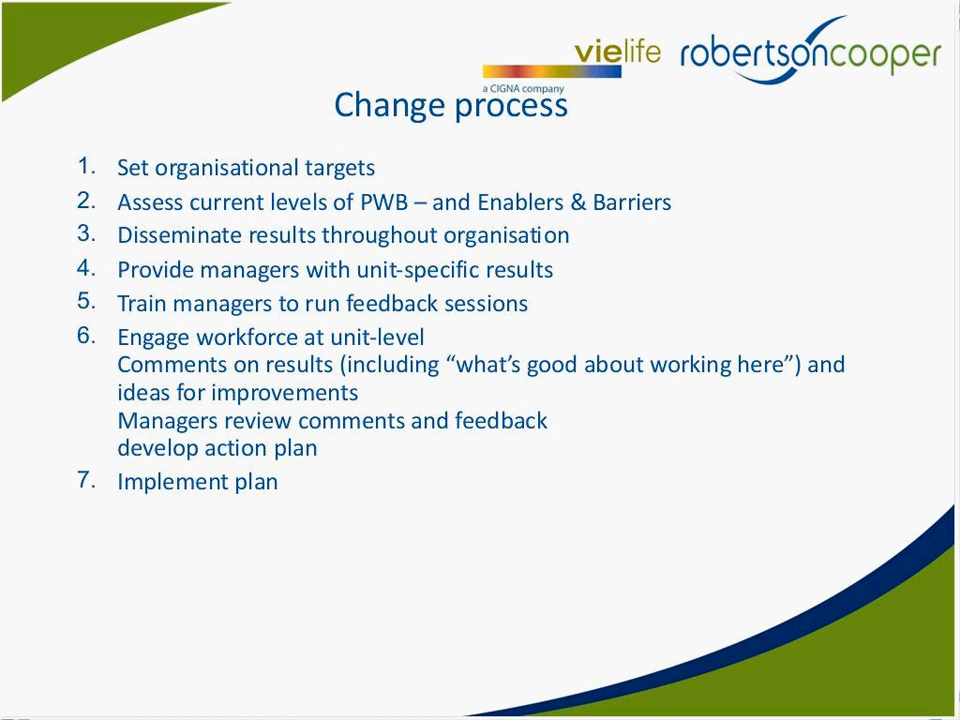 vielife
robertsoncooper
a CIGNA company
Change process
1. Set organisational targets
2. Assess current levels of PWB – and Enablers & Barriers
3. Disseminate results throughout organisation
4. Provide managers with unit-specific results
5. Train managers to run feedback sessions
6. Engage workforce at unit-level
Comments on results (including “what’s good about working here”) and
ideas for improvements
Managers review comments and feedback
develop action plan
7. Implement plan